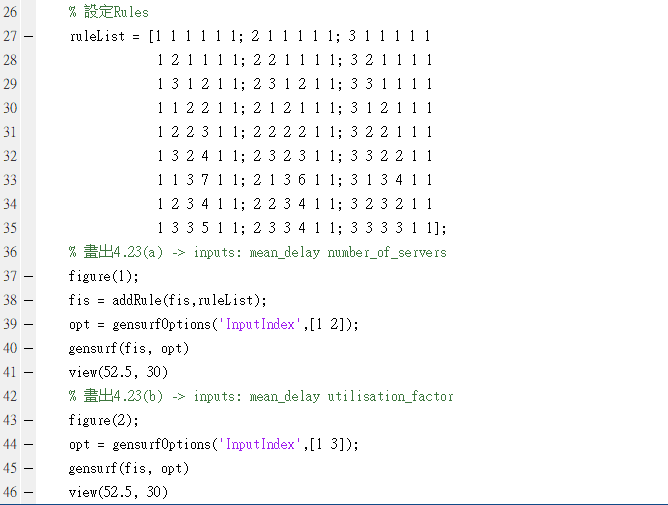 26 % 設定Rules
27 — ruleList = [1 1 1 1 1 1; 2 1 1 1 1 1; 3 1 1 1 1 1
28 1 2 1 1 1 1; 2 2 1 1 1 1; 3 2 1 1 1 1
29 1 3 1 2 1 1; 2 3 1 2 1 1; 3 3 1 1 1 1
30 1 1 2 2 1 1; 2 1 2 1 1 1; 3 1 2 1 1 1
31 1 2 2 3 1 1; 2 2 2 2 1 1; 3 2 2 1 1 1
32 1 3 2 4 1 1; 2 3 2 3 1 1; 3 3 2 2 1 1
33 1 1 3 7 1 1; 2 1 3 6 1 1; 3 1 3 4 1 1
34 1 2 3 4 1 1; 2 2 3 4 1 1; 3 2 3 2 1 1
35 1 3 3 5 1 1; 2 3 3 4 1 1; 3 3 3 3 1 1];
36 % 畫出4.23(a) -> inputs: mean_delay number_of_servers
37 — figure(1);
38 — fis = addRule(fis,ruleList);
39 — opt = gensurfOptions('InputIndex',[1 2]);
40 — gensurf(fis, opt)
41 — view(52.5, 30)
42 % 畫出4.23(b) -> inputs: mean_delay utilisation_factor
43 — figure(2);
44 — opt = gensurfOptions('InputIndex',[1 3]);
45 — gensurf(fis, opt)
46 — view(52.5, 30)